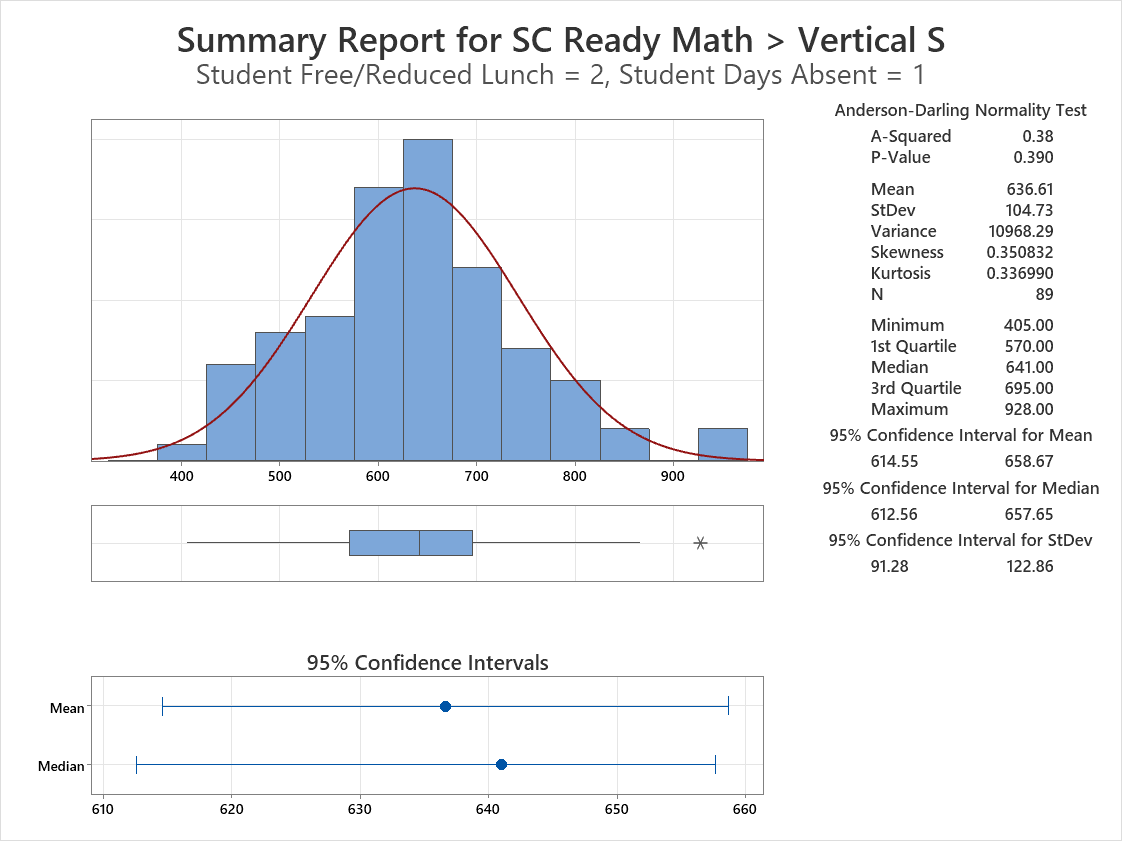 Summary Report for SC Ready Math > Vertical S
Student Free/Reduced Lunch = 2, Student Days Absent = 1
Anderson-Darling Normality Test
A-Squared 0.38
P-Value 0.390
Mean 636.61
StDev 104.73
Variance 10968.29
Skewness 0.350832
Kurtosis 0.336990
N 89
Minimum 405.00
1st Quartile 570.00
Median 641.00
3rd Quartile 695.00
Maximum 928.00
95% Confidence Interval for Mean
614.55 658.67
95% Confidence Interval for Median
612.56 657.65
95% Confidence Interval for StDev
91.28 122.86
400 500 600 700 800 900
95% Confidence Intervals
Mean
Median
610 620 630 640 650 660